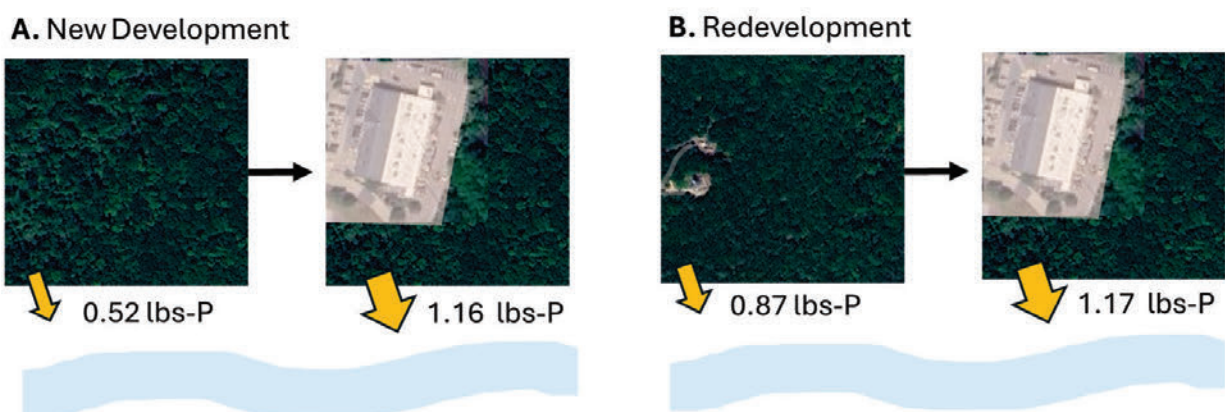 A. New Development
B. Redevelopment
0.52 lbs-P
1.16 lbs-P
0.87 lbs-P
1.17 lbs-P